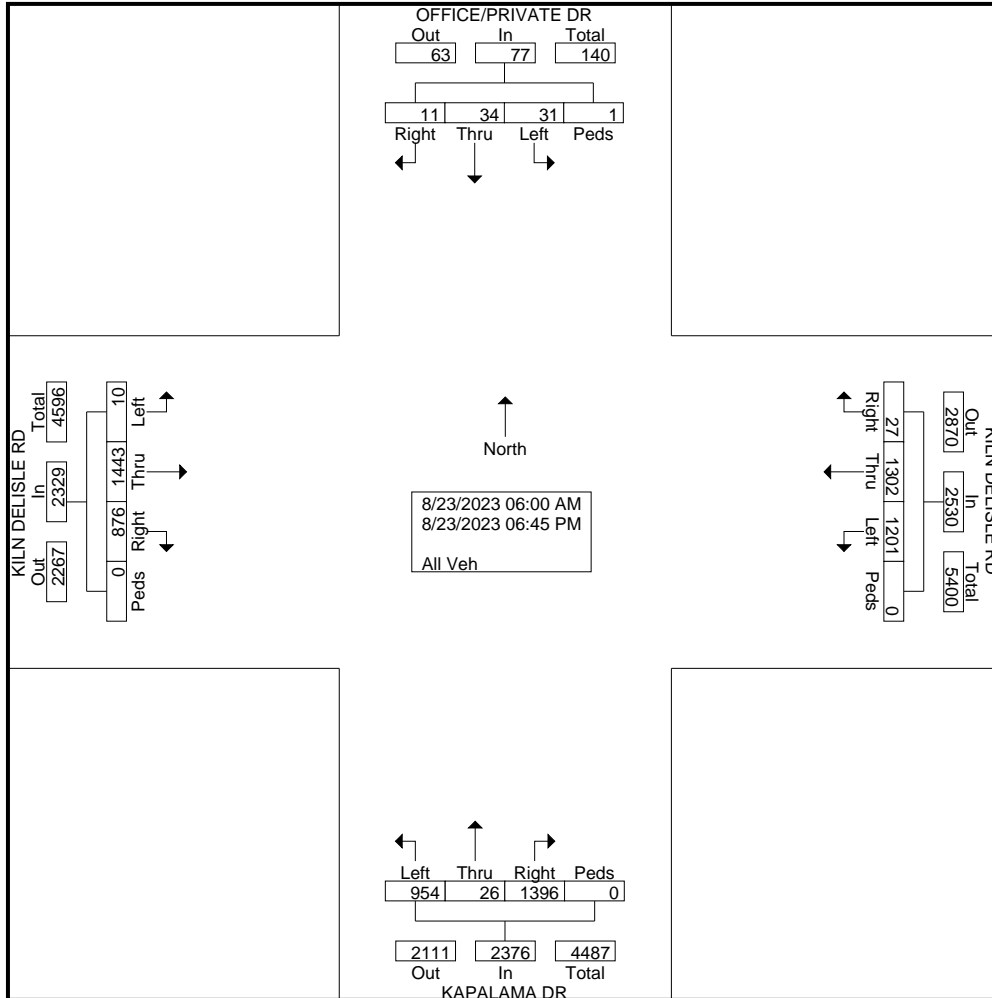 OFFICE/PRIVATE DR
Out In Total
63 77 140
11 34 31 1
Right Thru Left Peds
KILN DELISLE RD
Total In Out
4596 2329 2267
10 1443 876 0
Left Thru Right Peds
North
8/23/2023 06:00 AM
8/23/2023 06:45 PM
All Veh
KILN DELISLE RD
Out In Total
2870 2530 5400
27 1302 1201 0
Right Thru Left Peds
Left Thru Right Peds
954 26 1396 0
2111 2376 4487
Out In Total
KAPALAMA DR